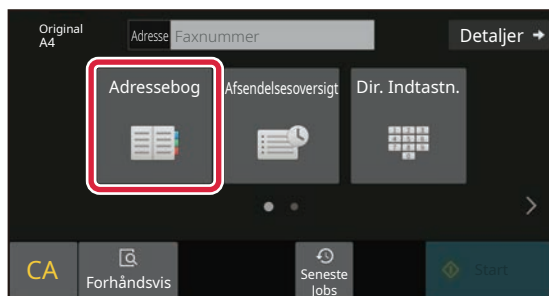 Original
A4
Adresse Faxnummer
Detaljer
Adressebog
Afsendelsesoversigt
Dir. Indtastn.
CA
Forhåndsvis
Seneste
Jobs
Start